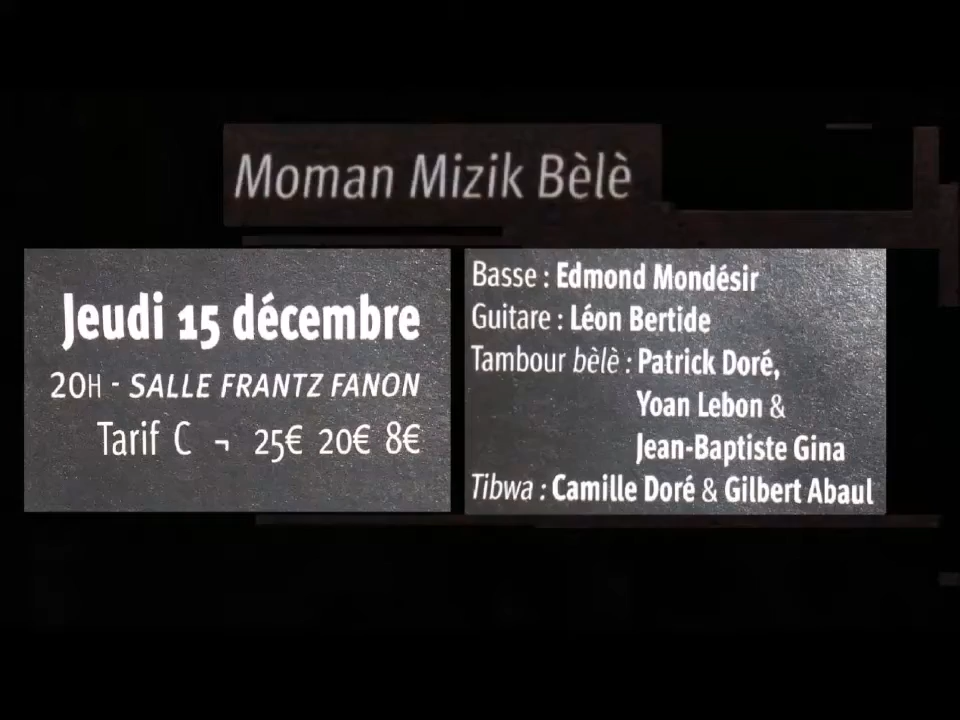 Moman Mizik Bèlè
Jeudi 15 décembre
20H - SALLE FRANTZ FANON
Tarif C ¬ 25€ 20€ 8€
Basse : Edmond Mondésir
Guitare : Léon Bertide
Tambour bèlè : Patrick Doré,
Yoan Lebon &
Jean-Baptiste Gina
Tibwa : Camille Doré & Gilbert Abaul